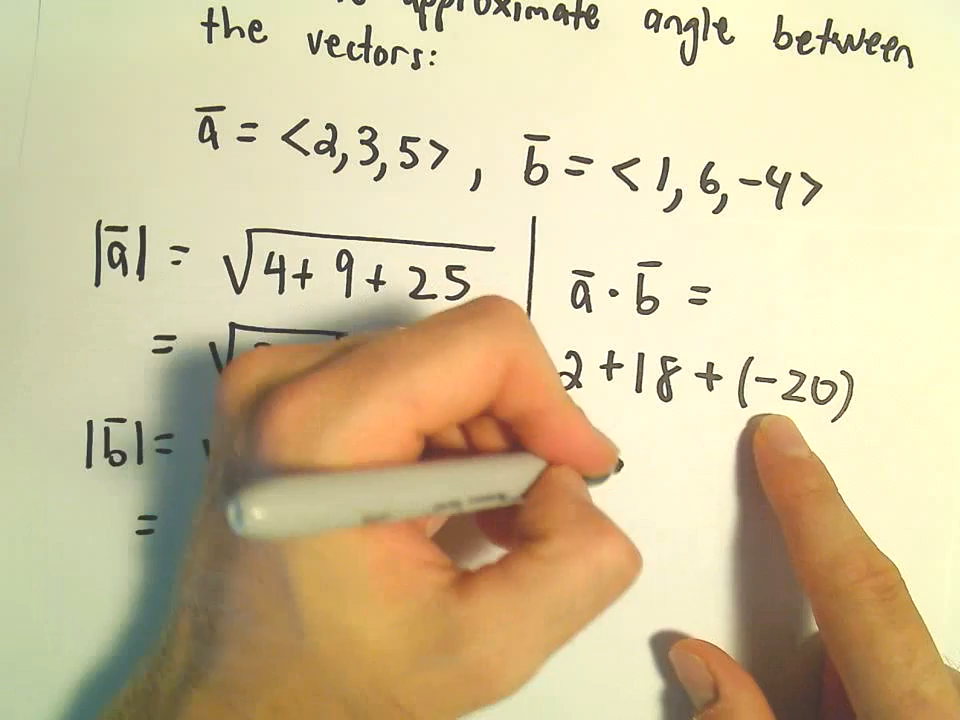 approximate angle between
the vectors:
a̅ = <2,3,5> , b̅ = <1, 6, -4>
|a̅| = √4+ 9 + 25
=
|b̅| =
=
a̅ · b̅ =
2 + 18 + (-20)